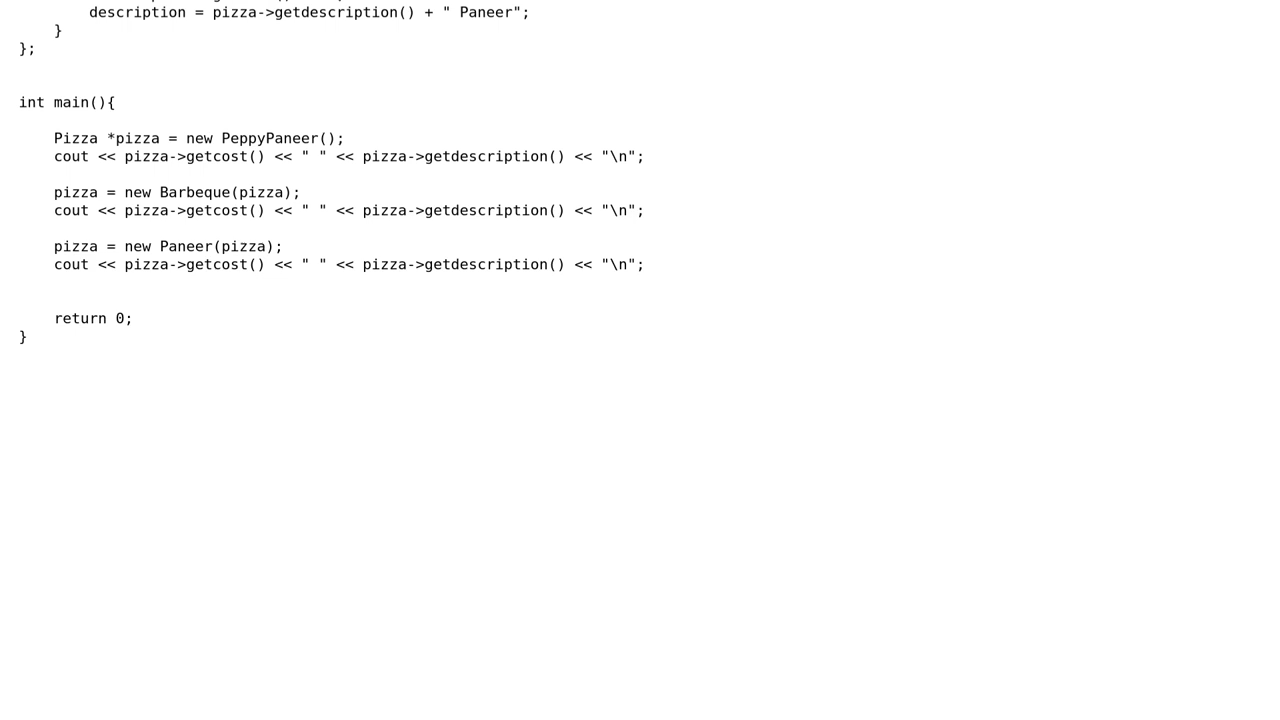 description = pizza->getdescription() + " Paneer";
}
};
int main(){
Pizza *pizza = new PeppyPaneer();
cout << pizza->getcost() << " " << pizza->getdescription() << "\n";
pizza = new Barbeque(pizza);
cout << pizza->getcost() << " " << pizza->getdescription() << "\n";
pizza = new Paneer(pizza);
cout << pizza->getcost() << " " << pizza->getdescription() << "\n";
return 0;
}